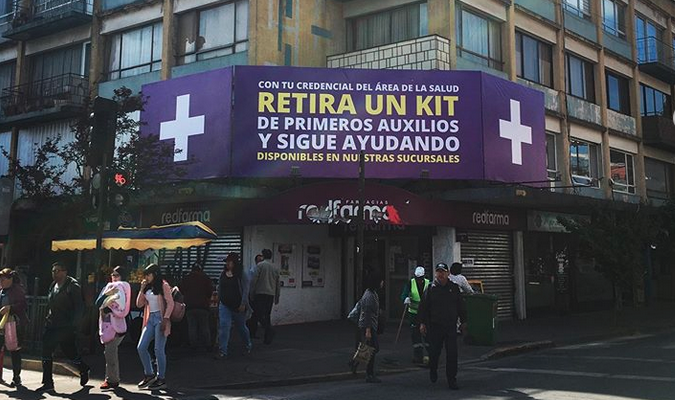 CON TU CREDENCIAL DEL ÁREA DE LA SALUD
RETIRA UN KIT
DE PRIMEROS AUXILIOS
Y SIGUE AYUDANDO
DISPONIBLES EN NUESTRAS SUCURSALES
FARMACIAS
redfarma
redfarma
redfarma